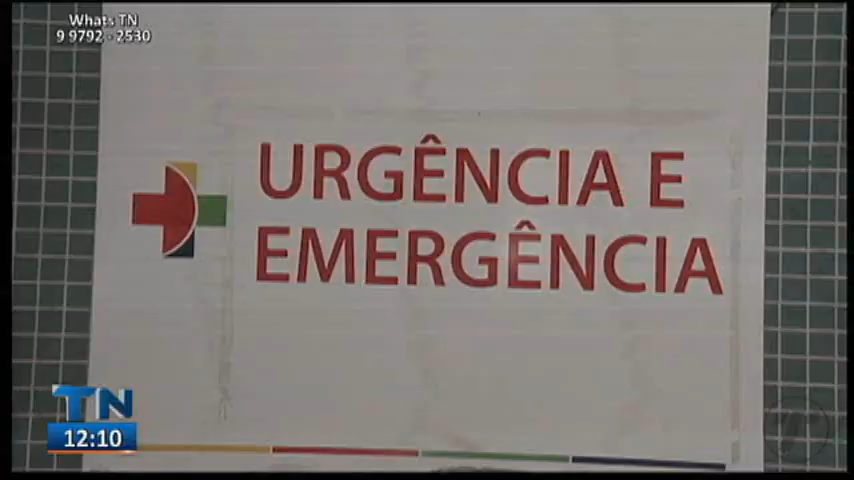 Whats TN
9 9792 - 2530
URGÊNCIA E
EMERGÊNCIA
TN
12:10